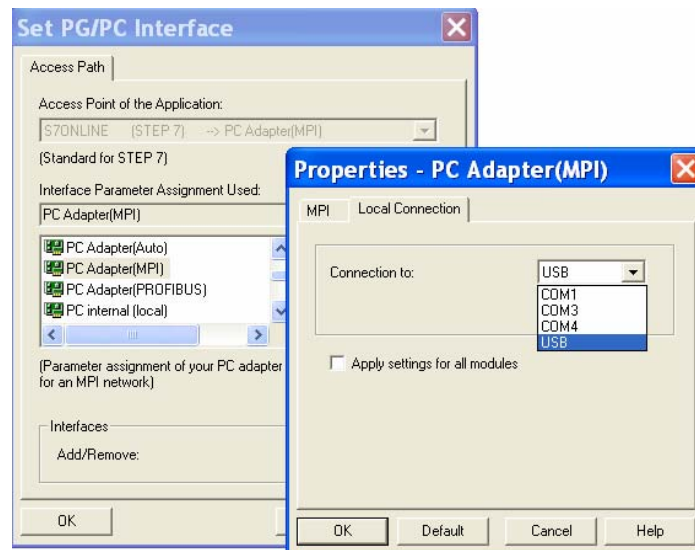 Set PG/PC Interface
Access Path
Access Point of the Application:
S7ONLINE (STEP 7) --> PC Adapter(MPI)
(Standard for STEP 7)
Interface Parameter Assignment Used:
PC Adapter(MPI)
PC Adapter(Auto)
PC Adapter(MPI)
PC Adapter(PROFIBUS)
PC internal (local)
(Parameter assignment of your PC adapter
for an MPI network)
Interfaces
Add/Remove:
OK
Properties - PC Adapter(MPI)
MPI
Local Connection
Connection to:
USB
COM1
COM3
COM4
USB
Apply settings for all modules
OK
Default
Cancel
Help